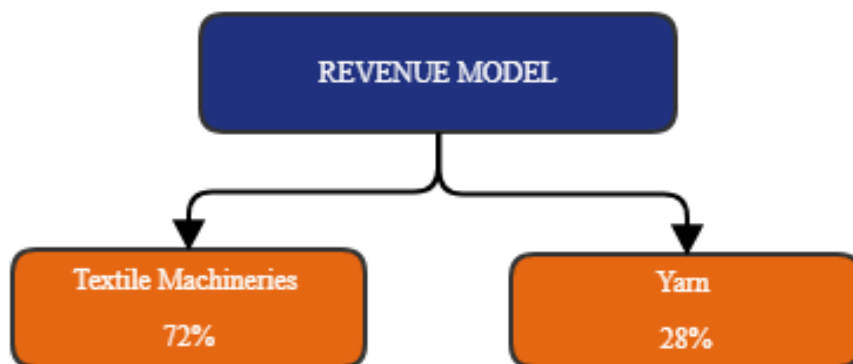 REVENUE MODEL
Textile Machineries
72%
Yarn
28%